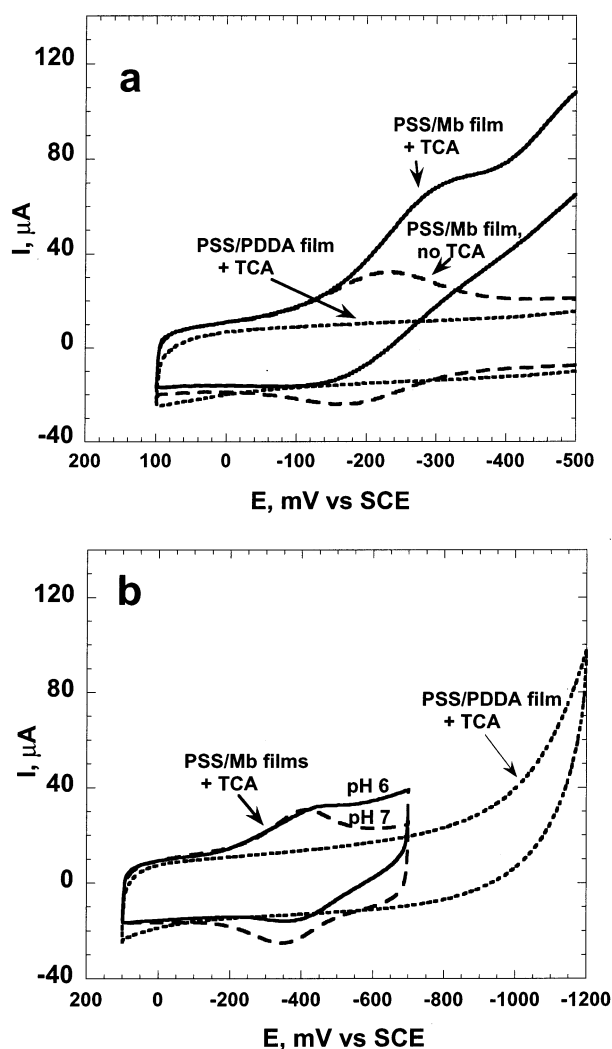 a
120
80
40
0
-40
I, μA
PSS/Mb film
+ TCA
PSS/Mb film,
no TCA
PSS/PDDA film
+ TCA
200 100 0 -100 -200 -300 -400 -500
E, mV vs SCE
b
120
80
40
0
-40
I, μA
PSS/PDDA film
+ TCA
PSS/Mb films
+ TCA
pH 6
pH 7
200 0 -200 -400 -600 -800 -1000 -1200
E, mV vs SCE